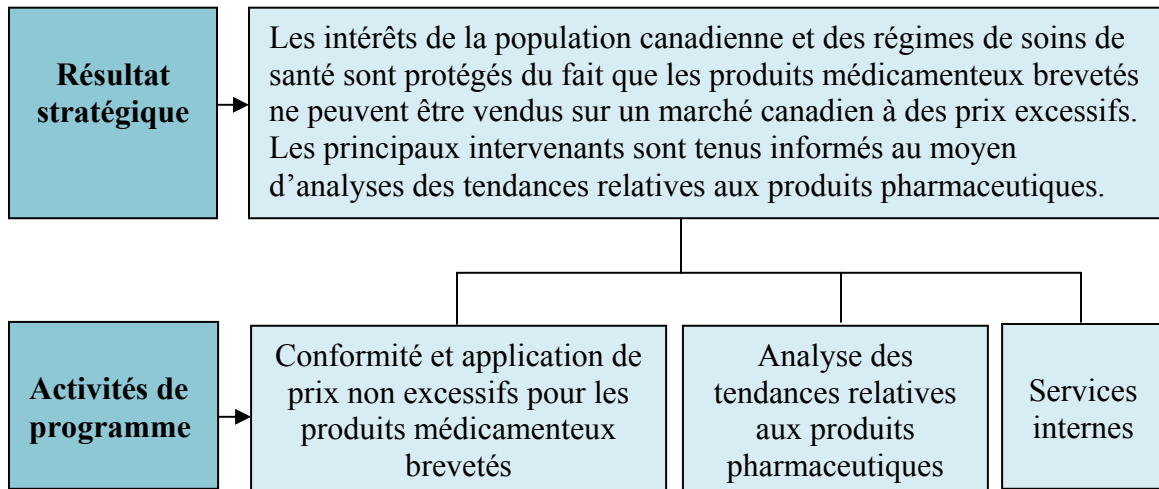 Résultat
stratégique
Les intérêts de la population canadienne et des régimes de soins de
santé sont protégés du fait que les produits médicamenteux brevetés
ne peuvent être vendus sur un marché canadien à des prix excessifs.
Les principaux intervenants sont tenus informés au moyen
d’analyses des tendances relatives aux produits pharmaceutiques.
Activités de
programme
Conformité et application de
prix non excessifs pour les
produits médicamenteux
brevetés
Analyse des
tendances relatives
aux produits
pharmaceutiques
Services
internes